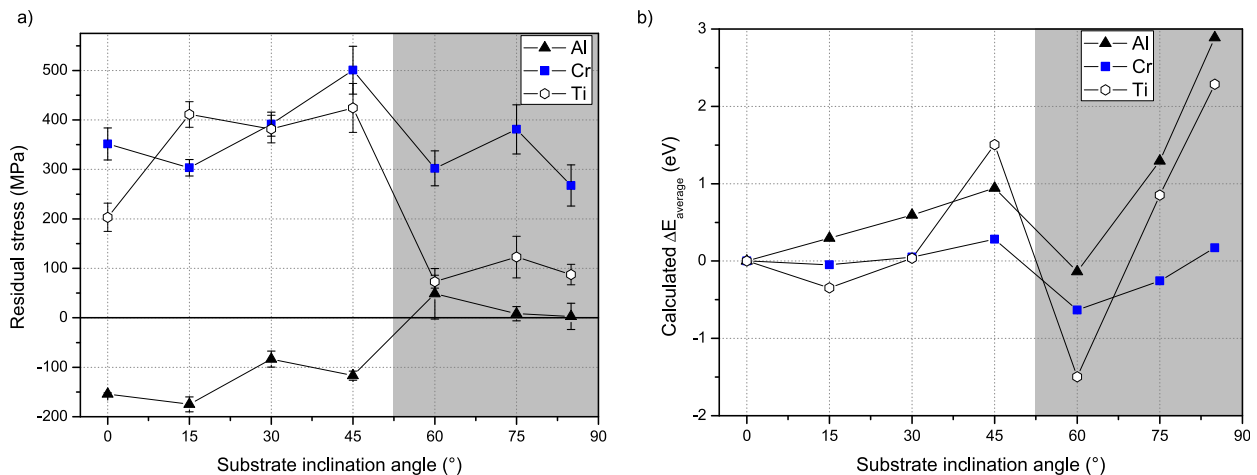 a)
Residual stress (MPa)
500
400
300
200
100
0
-100
-200
Al
Cr
Ti
0 15 30 45 60 75 90
Substrate inclination angle (°)
b)
Calculated ΔE average (eV)
3
2
1
0
-1
-2
Al
Cr
Ti
0 15 30 45 60 75 90
Substrate inclination angle (°)